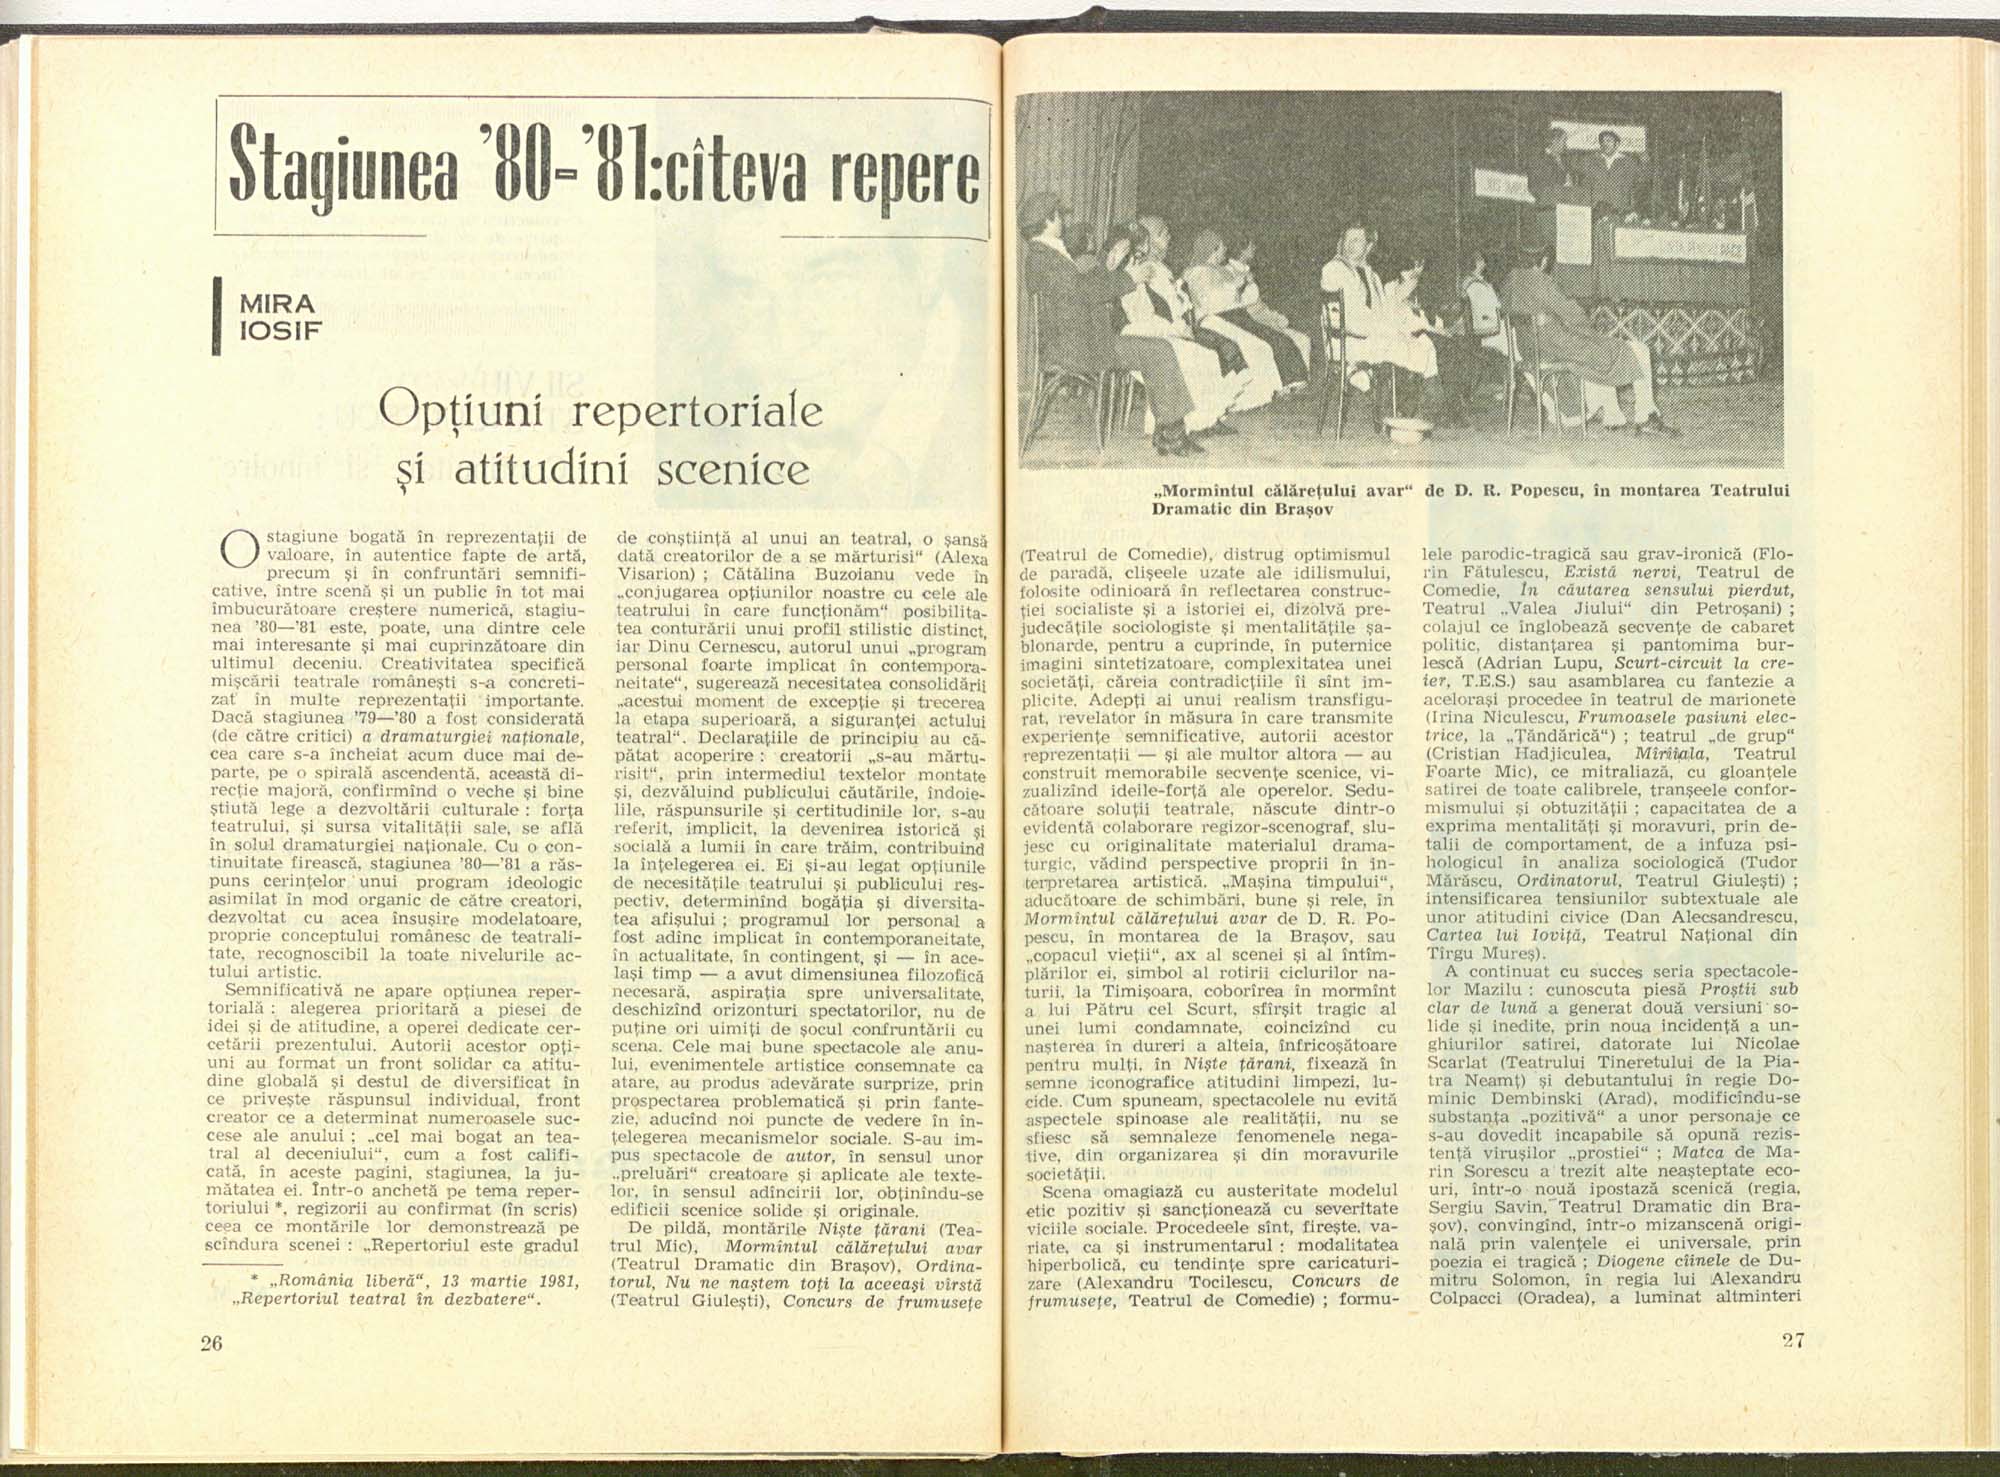 Stagiunea '80-'81: cîteva repere
MIRA
IOSIF
Opțiuni repertoriale
și atitudini scenice
O stagiune bogată în reprezentații de
valoare, în autentice fapte de artă,
precum și în confruntări semnifi-
cative, între scenă și un public în tot mai
îmbucurătoare creștere numerică, stagiu-
nea '80—'81 este, poate, una dintre cele
mai interesante și mai cuprinzătoare din
ultimul deceniu. Creativitatea specifică
mișcării teatrale românești s-a concreti-
zat în multe reprezentații importante.
Dacă stagiunea '79—'80 a fost considerată
(de către critici) a dramaturgiei naționale,
cea care s-a încheiat acum duce mai de-
parte, pe o spirală ascendentă, această di-
recție majoră, confirmînd o veche și bine
știută lege a dezvoltării culturale : forța
teatrului, și sursa vitalității sale, se află
în solul dramaturgiei naționale. Cu o con-
tinuitate firească, stagiunea '80—'81 a răs-
puns cerințelor unui program ideologic
asimilat în mod organic de către creatori,
dezvoltat cu acea însușire modelatoare,
proprie conceptului românesc de teatrali-
tate, recognoscibil la toate nivelurile ac-
tului artistic.
Semnificativă ne apare opțiunea reper-
torială : alegerea prioritară a piesei de
idei și de atitudine, a operei dedicate cer-
cetării prezentului. Autorii acestor opți-
uni au format un front solidar ca atitu-
dine globală și destul de diversificat în
ce privește răspunsul individual, front
creator ce a determinat numeroasele suc-
cese ale anului ; „cel mai bogat an tea-
tral al deceniului“, cum a fost califi-
cată, în aceste pagini, stagiunea, la ju-
mătatea ei. Într-o anchetă pe tema reper-
toriului *, regizorii au confirmat (în scris)
ceea ce montările lor demonstrează pe
scîndura scenei : „Repertoriul este gradul
* „România liberă“, 13 martie 1981,
„Repertoriul teatral în dezbatere“.
26
de conștiință al unui an teatral, o șansă
dată creatorilor de a se mărturisi“ (Alexa
Visarion) ; Cătălina Buzoianu vede în
„conjugarea opțiunilor noastre cu cele ale
teatrului în care funcționăm“ posibilita-
tea conturării unui profil stilistic distinct,
iar Dinu Cernescu, autorul unui „program
personal foarte implicat în contempora-
neitate“, sugerează necesitatea consolidării
„acestui moment de excepție și trecerea
la etapa superioară, a siguranței actului
teatral“. Declarațiile de principiu au că-
pătat acoperire : creatorii „s-au mărtu-
risit“, prin intermediul textelor montate
și, dezvăluind publicului căutările, îndoie-
lile, răspunsurile și certitudinile lor, s-au
referit, implicit, la devenirea istorică și
socială a lumii în care trăim, contribuind
la înțelegerea ei. Ei și-au legat opțiunile
de necesitățile teatrului și publicului res-
pectiv, determinînd bogăția și diversita-
tea afișului ; programul lor personal a
fost adînc implicat în contemporaneitate,
în actualitate, în contingent, și — în ace-
lași timp — a avut dimensiunea filozofică
necesară, aspirația spre universalitate,
deschizînd orizonturi spectatorilor, nu de
puține ori uimiți de șocul confruntării cu
scena. Cele mai bune spectacole ale anu-
lui, evenimentele artistice consemnate ca
atare, au produs adevărate surprize, prin
prospectarea problematică și prin fante-
zie, aducînd noi puncte de vedere în în-
țelegerea mecanismelor sociale. S-au im-
pus spectacole de autor, în sensul unor
„preluări“ creatoare și aplicate ale texte-
lor, în sensul adîncirii lor, obținîndu-se
edificii scenice solide și originale.
De pildă, montările Niște țărani (Tea-
trul Mic), Mormîntul călărețului avar
(Teatrul Dramatic din Brașov), Ordina-
torul, Nu ne naștem toți la aceeași vîrstă
(Teatrul Giulești), Concurs de frumusețe
„Mormîntul călărețului avar“ de D. R. Popescu, în montarea Teatrului
Dramatic din Brașov
(Teatrul de Comedie), distrug optimismul
de paradă, clișeele uzate ale idilismului,
folosite odinioară în reflectarea construc-
ției socialiste și a istoriei ei, dizolvă pre-
judecățile sociologiste și mentalitățile șa-
blonarde, pentru a cuprinde, în puternice
imagini sintetizatoare, complexitatea unei
societăți, căreia contradicțiile îi sînt im-
plicite. Adepți ai unui realism transfigu-
rat, revelator în măsura în care transmite
experiențe semnificative, autorii acestor
reprezentații — și ale multor altora — au
construit memorabile secvențe scenice, vi-
zualizînd ideile-forță ale operelor. Sedu-
cătoare soluții teatrale, născute dintr-o
evidentă colaborare regizor-scenograf, slu-
jesc cu originalitate materialul drama-
turgic, vădind perspective proprii în in-
terpretarea artistică. „Mașina timpului“,
aducătoare de schimbări, bune și rele, în
Mormîntul călărețului avar de D. R. Po-
pescu, în montarea de la Brașov, sau
„copacul vieții“, ax al scenei și al întîm-
plărilor ei, simbol al rotirii ciclurilor na-
turii, la Timișoara, coborîrea în mormînt
a lui Pătru cel Scurt, sfîrșit tragic al
unei lumi condamnate, coincizînd cu
nașterea în dureri a alteia, înfricoșătoare
pentru mulți, în Niște țărani, fixează în
semne iconografice atitudini limpezi, lu-
cide. Cum spuneam, spectacolele nu evită
aspectele spinoase ale realității, nu se
sfiesc să semnaleze fenomenele nega-
tive, din organizarea și din moravurile
societății.
Scena omagiază cu austeritate modelul
etic pozitiv și sancționează cu severitate
viciile sociale. Procedeele sînt, firește, va-
riate, ca și instrumentarul : modalitatea
hiperbolică, cu tendințe spre caricaturi-
zare (Alexandru Tocilescu, Concurs de
frumusețe, Teatrul de Comedie) ; formu-
lele parodic-tragică sau grav-ironică (Flo-
rin Fătulescu, Există nervi, Teatrul de
Comedie, În căutarea sensului pierdut,
Teatrul „Valea Jiului“ din Petroșani) ;
colajul ce înglobează secvențe de cabaret
politic, distanțarea și pantomima bur-
lescă (Adrian Lupu, Scurt-circuit la cre-
ier, T.E.S.) sau asamblarea cu fantezie a
acelorași procedee în teatrul de marionete
(Irina Niculescu, Frumoasele pasiuni elec-
trice, la „Țăndărică“) ; teatrul „de grup“
(Cristian Hadjiculea, Mîrîiala, Teatrul
Foarte Mic), ce mitraliază, cu gloanțele
satirei de toate calibrele, tranșeele confor-
mismului și obtuzității ; capacitatea de a
exprima mentalități și moravuri, prin de-
talii de comportament, de a infuza psi-
hologicul în analiza sociologică (Tudor
Mărăscu, Ordinatorul, Teatrul Giulești) ;
intensificarea tensiunilor subtextuale ale
unor atitudini civice (Dan Alecsandrescu,
Cartea lui Ioviță, Teatrul Național din
Tîrgu Mureș).
A continuat cu succes seria spectacole-
lor Mazilu : cunoscuta piesă Proștii sub
clar de lună a generat două versiuni so-
lide și inedite, prin noua incidență a un-
ghiurilor satirei, datorate lui Nicolae
Scarlat (Teatrului Tineretului de la Pia-
tra Neamț) și debutantului în regie Do-
minic Dembinski (Arad), modificîndu-se
substanța „pozitivă“ a unor personaje ce
s-au dovedit incapabile să opună rezis-
tență virușilor „prostiei“ ; Matca de Ma-
rin Sorescu a trezit alte neașteptate eco-
uri, într-o nouă ipostază scenică (regia,
Sergiu Savin, Teatrul Dramatic din Bra-
șov), convingînd, într-o mizanscenă origi-
nală prin valențele ei universale, prin
poezia ei tragică ; Diogene cîinele de Du-
mitru Solomon, în regia lui Alexandru
Colpacci (Oradea), a luminat altminteri
27